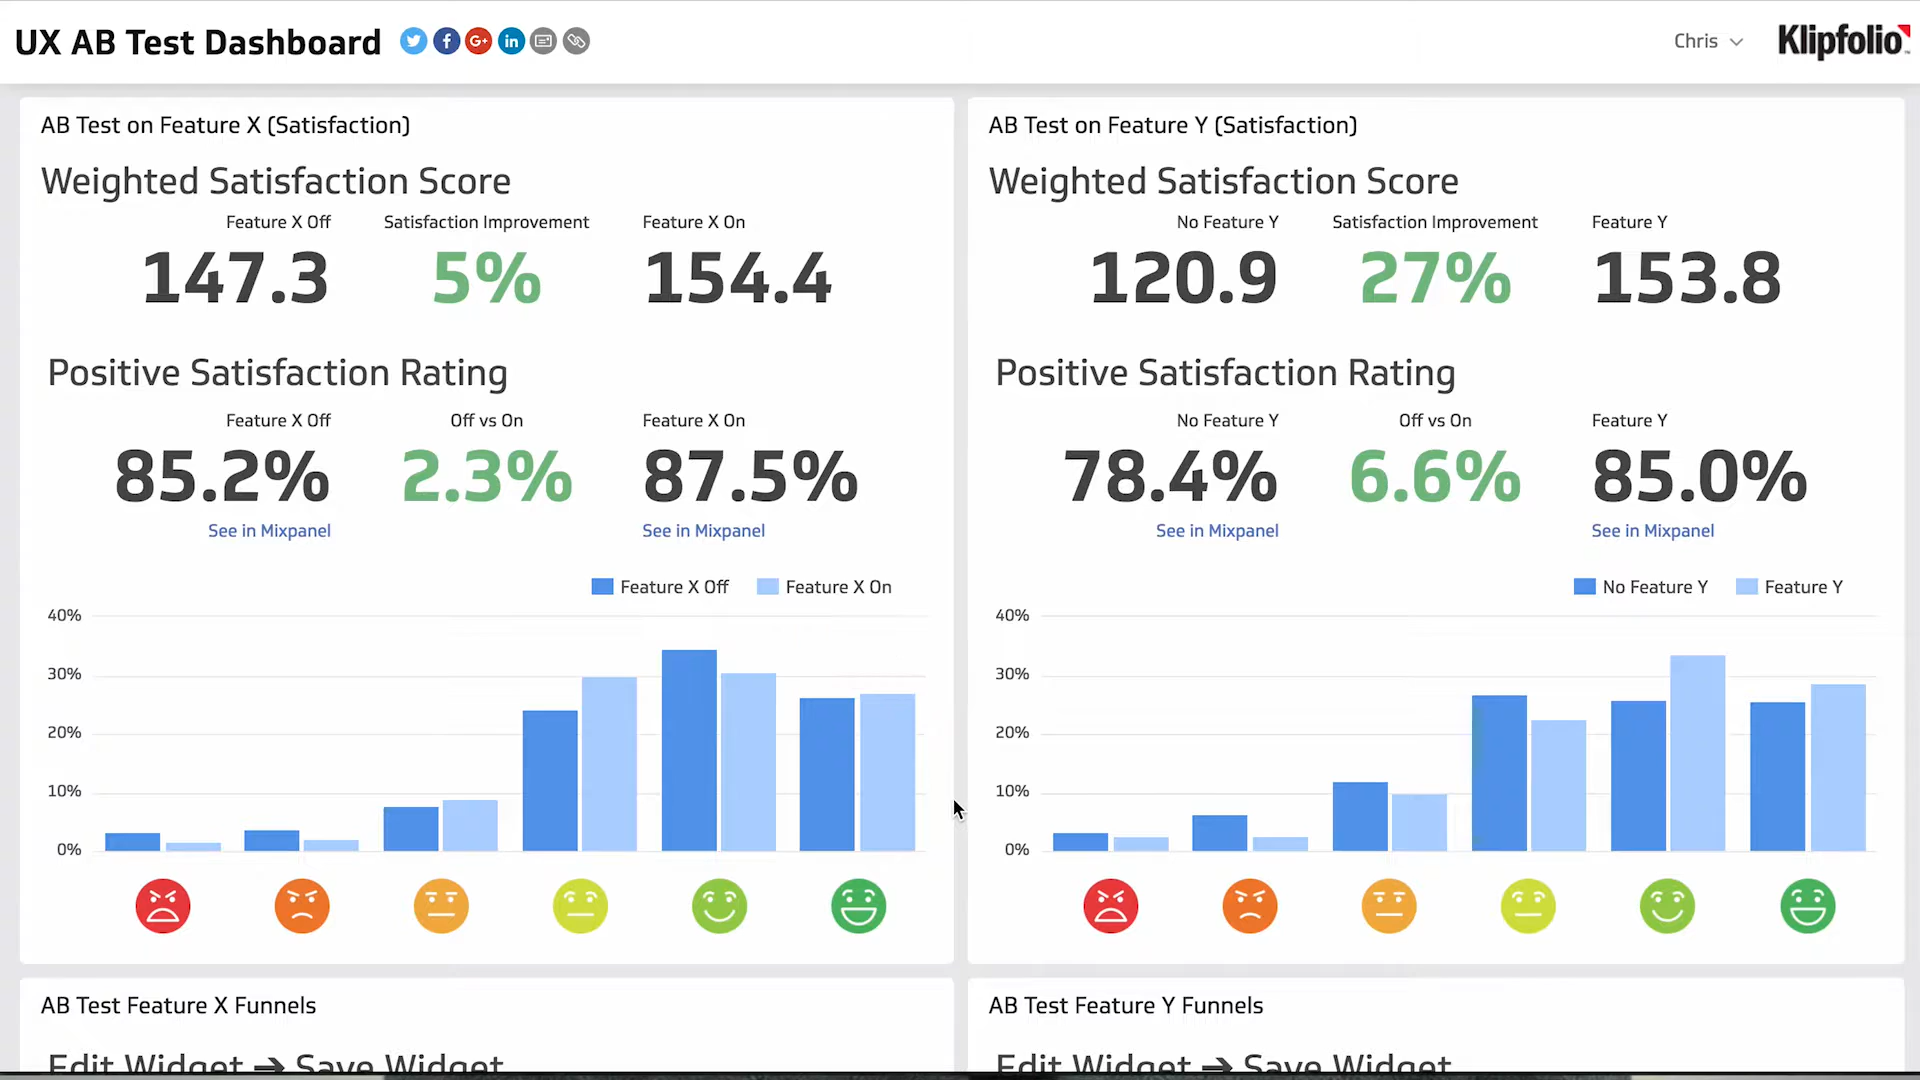 UX AB Test Dashboard
Chris
Klipfolio
AB Test on Feature X (Satisfaction)
Weighted Satisfaction Score
Feature X Off Satisfaction Improvement Feature X On
147.3 5% 154.4
Positive Satisfaction Rating
Feature X Off Off vs On Feature X On
85.2% 2.3% 87.5%
See in Mixpanel See in Mixpanel
Feature X Off Feature X On
40%
30%
20%
10%
0%
AB Test on Feature Y (Satisfaction)
Weighted Satisfaction Score
No Feature Y Satisfaction Improvement Feature Y
120.9 27% 153.8
Positive Satisfaction Rating
No Feature Y Off vs On Feature Y
78.4% 6.6% 85.0%
See in Mixpanel See in Mixpanel
No Feature Y Feature Y
40%
30%
20%
10%
0%
AB Test Feature X Funnels
Edit Widget → Save Widget
AB Test Feature Y Funnels
Edit Widget → Save Widget